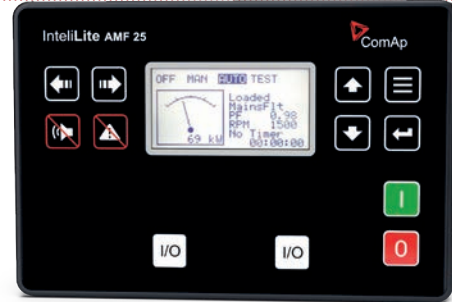 InteliLite AMF 25
ComAp
OFF MAN AUTO TEST
Loaded
MainsFlt
PF 0.98
RPM 1500
No Timer
00:00:00
69 kW
I
I/O
I/O
0